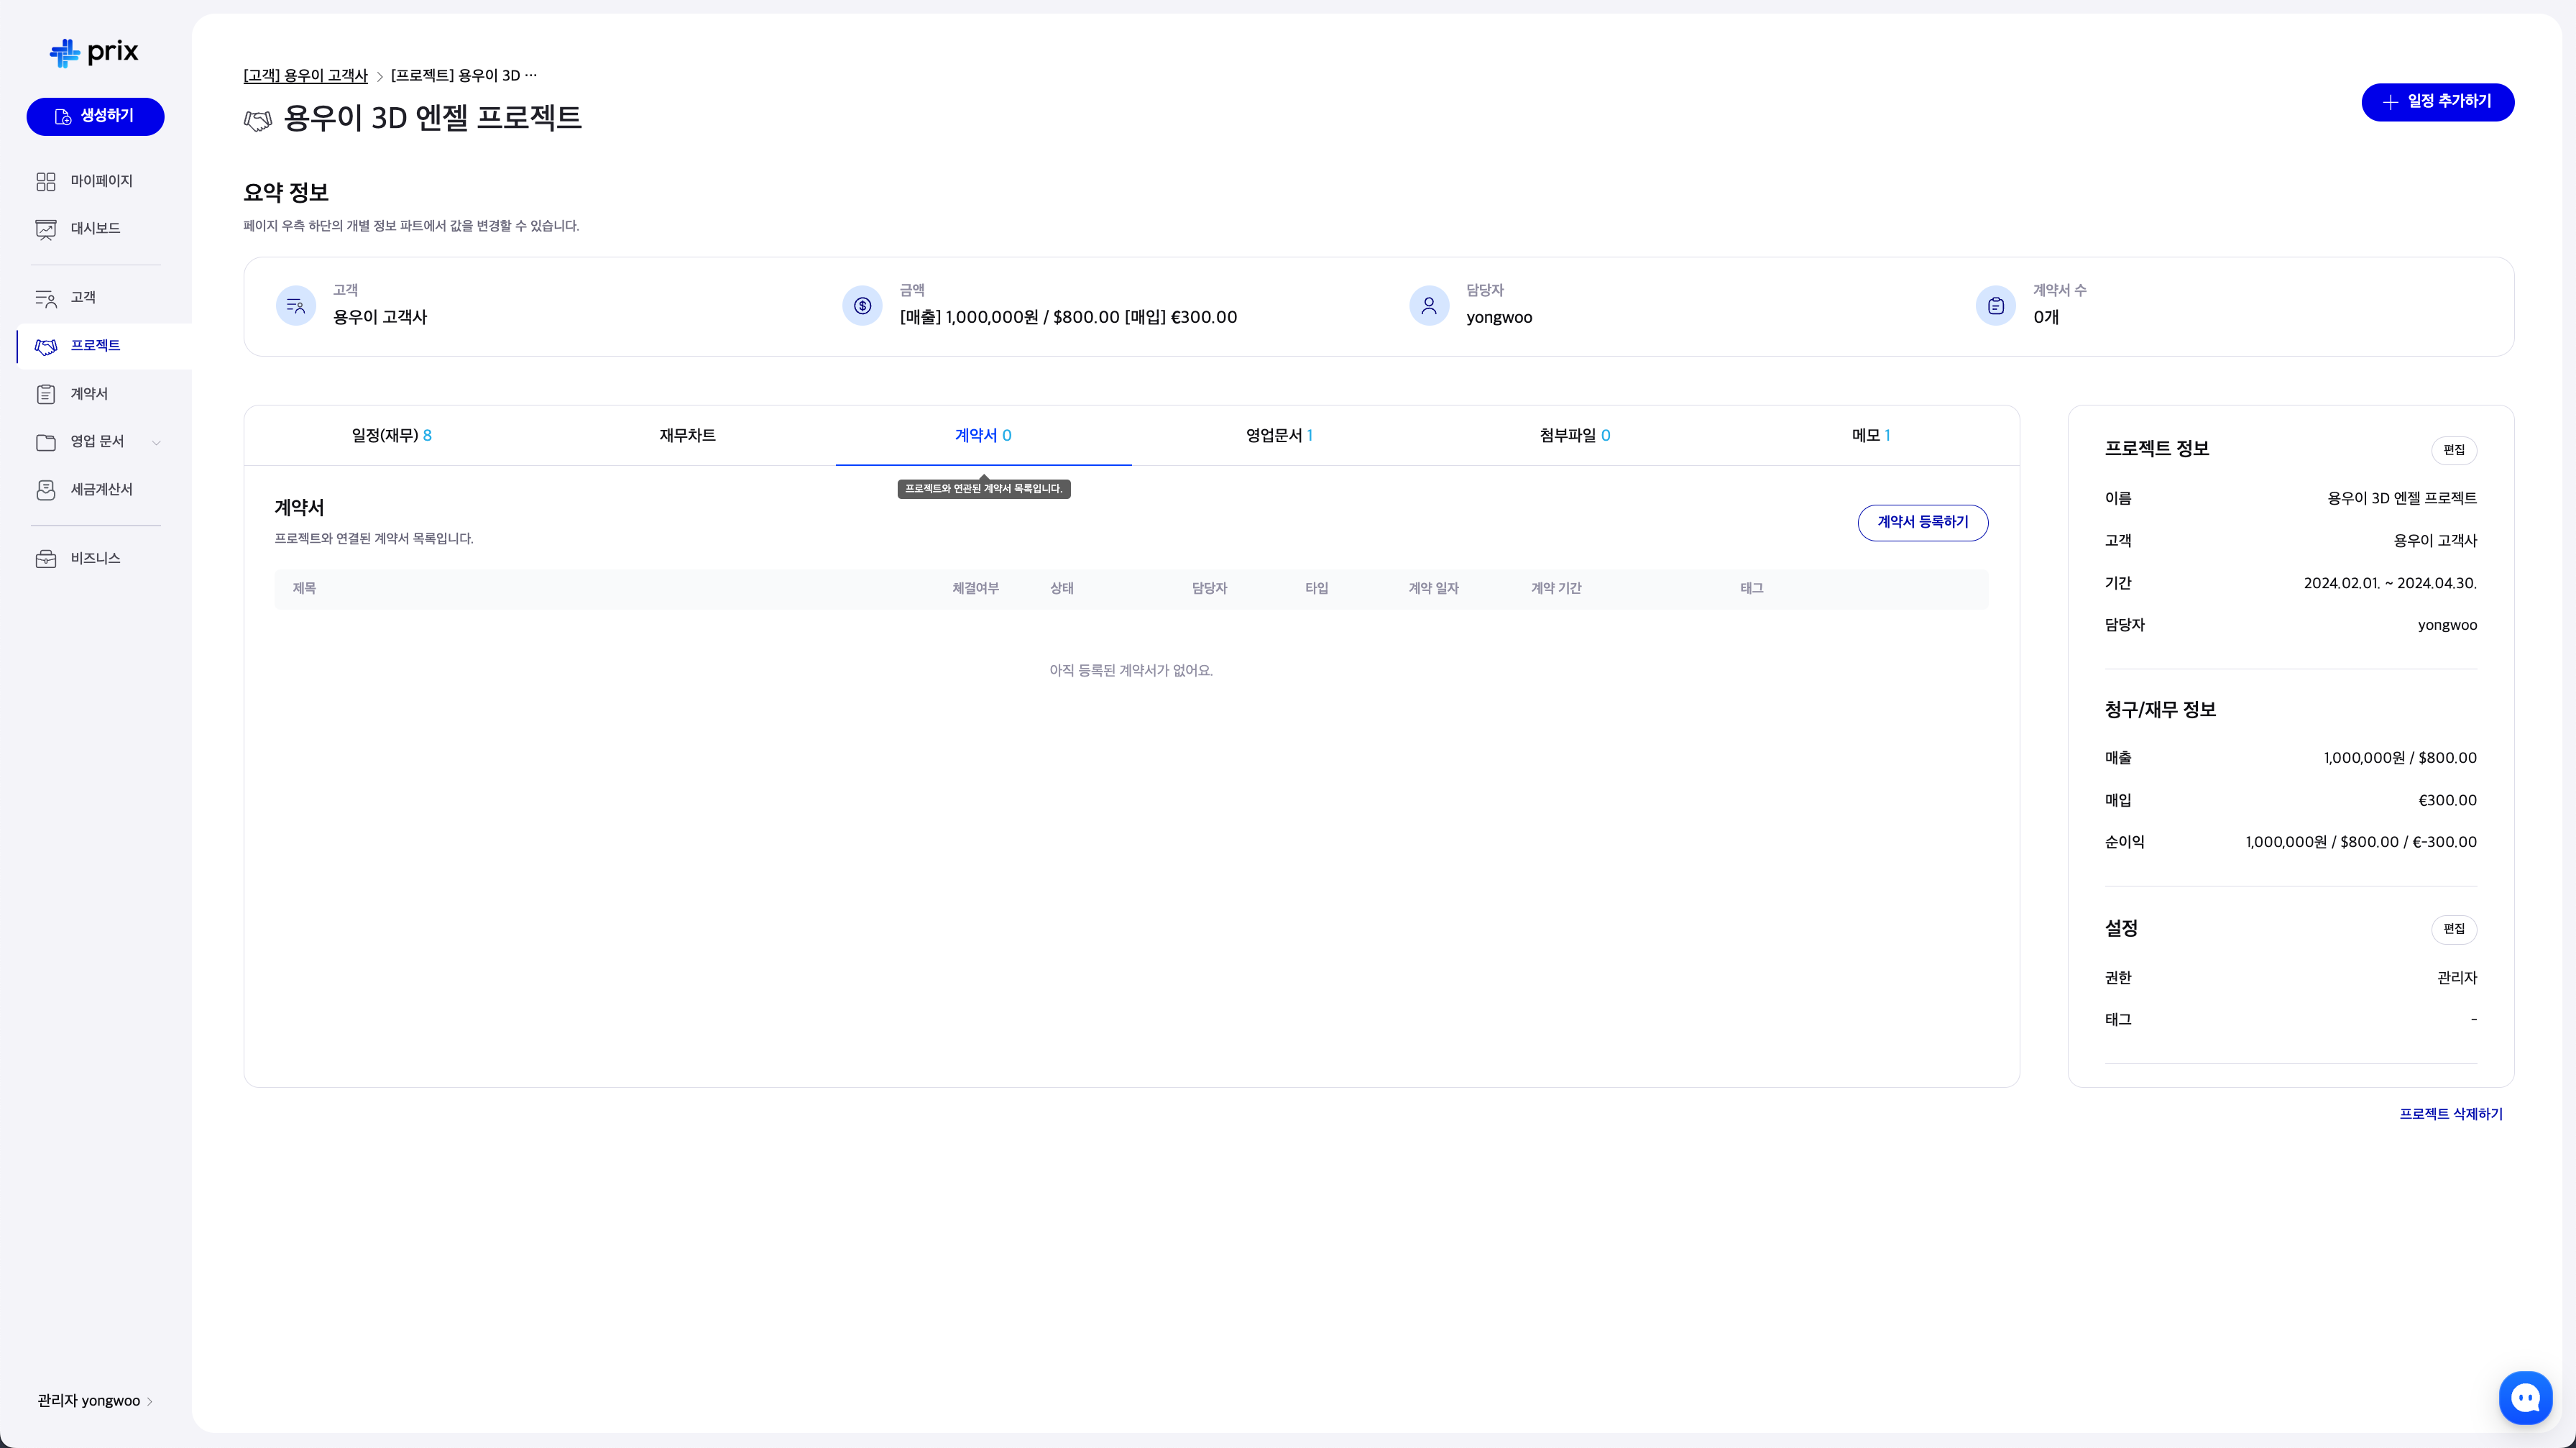 prix
생성하기
마이페이지
대시보드
고객
프로젝트
계약서
영업 문서
세금계산서
비즈니스
관리자 yongwoo
[고객] 용우이 고객사 > [프로젝트] 용우이 3D ···
용우이 3D 엔젤 프로젝트
일정 추가하기
요약 정보
페이지 우측 하단의 개별 정보 파트에서 값을 변경할 수 있습니다.
고객
용우이 고객사
금액
[매출] 1,000,000원 / $800.00 [매입] €300.00
담당자
yongwoo
계약서 수
0개
일정(재무) 8 재무차트 계약서 0 영업문서 1 첨부파일 0 메모 1
프로젝트와 연관된 계약서 목록입니다.
계약서
프로젝트와 연결된 계약서 목록입니다.
계약서 등록하기
제목 체결여부 상태 담당자 타입 계약 일자 계약 기간 태그
아직 등록된 계약서가 없어요.
프로젝트 정보 편집
이름 용우이 3D 엔젤 프로젝트
고객 용우이 고객사
기간 2024.02.01. ~ 2024.04.30.
담당자 yongwoo
청구/재무 정보
매출 1,000,000원 / $800.00
매입 €300.00
순이익 1,000,000원 / $800.00 / €-300.00
설정 편집
권한 관리자
태그 -
프로젝트 삭제하기